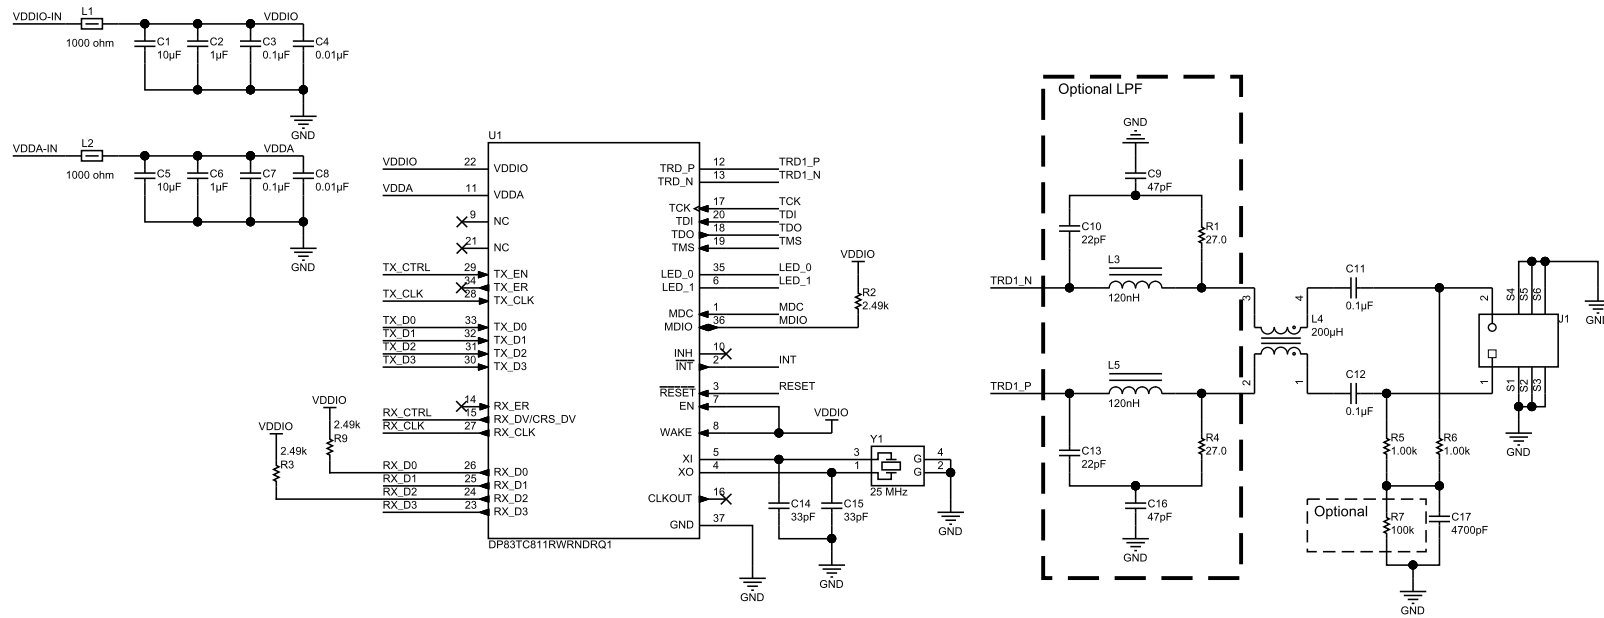 VDDIO-IN L1 VDDIO
1000 ohm
C1 C2 C3 C4
10µF 1µF 0.1µF 0.01µF
GND
VDDA-IN L2 VDDA
1000 ohm
C5 C6 C7 C8
10µF 1µF 0.1µF 0.01µF
GND
U1
VDDIO 22 VDDIO
VDDA 11 VDDA
9 NC
21 NC
TX_CTRL 29 TX_EN
34 TX_ER
TX_CLK 28 TX_CLK
TX_D0 33 TX_D0
TX_D1 32 TX_D1
TX_D2 31 TX_D2
TX_D3 30 TX_D3
14 RX_ER
RX_CTRL 15 RX_DV/CRS_DV
RX_CLK 27 RX_CLK
RX_D0 26 RX_D0
RX_D1 25 RX_D1
RX_D2 24 RX_D2
RX_D3 23 RX_D3
VDDIO
2.49k
R9
VDDIO
2.49k
R3
TRD_P 12 TRD1_P
TRD_N 13 TRD1_N
TCK 17 TCK
TDI 20 TDI
TDO 18 TDO
TMS 19 TMS
LED_0 35 LED_0
LED_1 6 LED_1
MDC 1 MDC
MDIO 36 MDIO
INH 10
INT 2 INT
RESET 3 RESET
EN 7
WAKE 8 VDDIO
XI 5
XO 4
CLKOUT 16
GND 37
DP83TC811RWRNDRQ1
VDDIO
R2
2.49k
Y1
3 G 4
1 G 2
25 MHz
C14 C15
33pF 33pF
GND
GND
GND
Optional LPF
GND
C9
47pF
C10
22pF
R1
27.0
TRD1_N L3
120nH
TRD1_P L5
120nH
C13
22pF
R4
27.0
C16
47pF
GND
3 4
L4
200µH
2 1
C11
0.1µF
C12
0.1µF
S4 S5 S6
2
J1
1
S1 S2 S3
GND
GND
R5
1.00k
R6
1.00k
Optional
R7
100k
C17
4700pF
GND